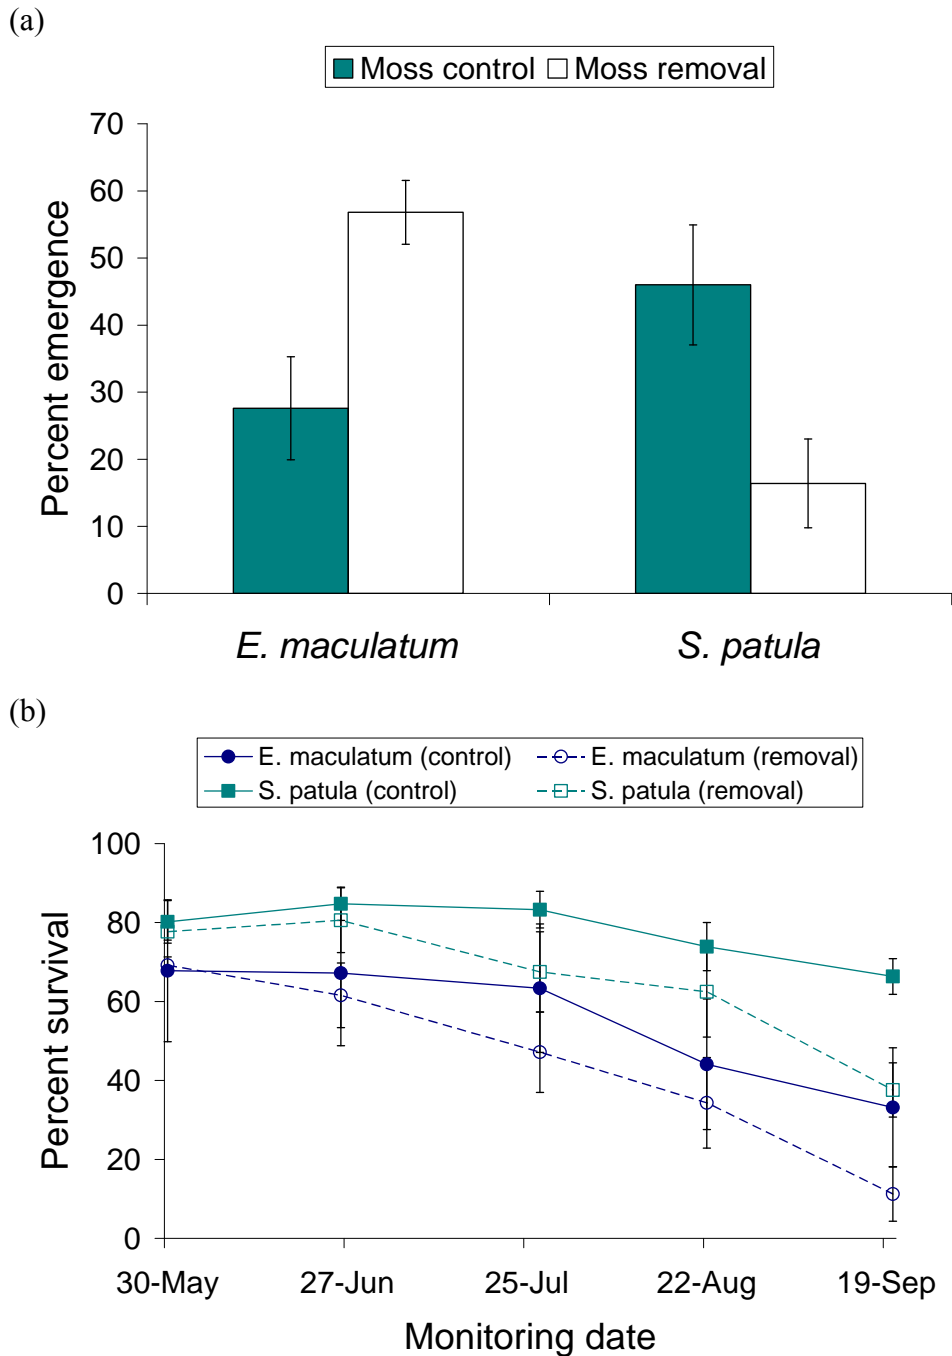 (a)
Moss control Moss removal
70
60
50
40
30
20
10
0
Percent emergence
E. maculatum S. patula
(b)
E. maculatum (control) E. maculatum (removal)
S. patula (control) S. patula (removal)
100
80
60
40
20
0
Percent survival
30-May 27-Jun 25-Jul 22-Aug 19-Sep
Monitoring date